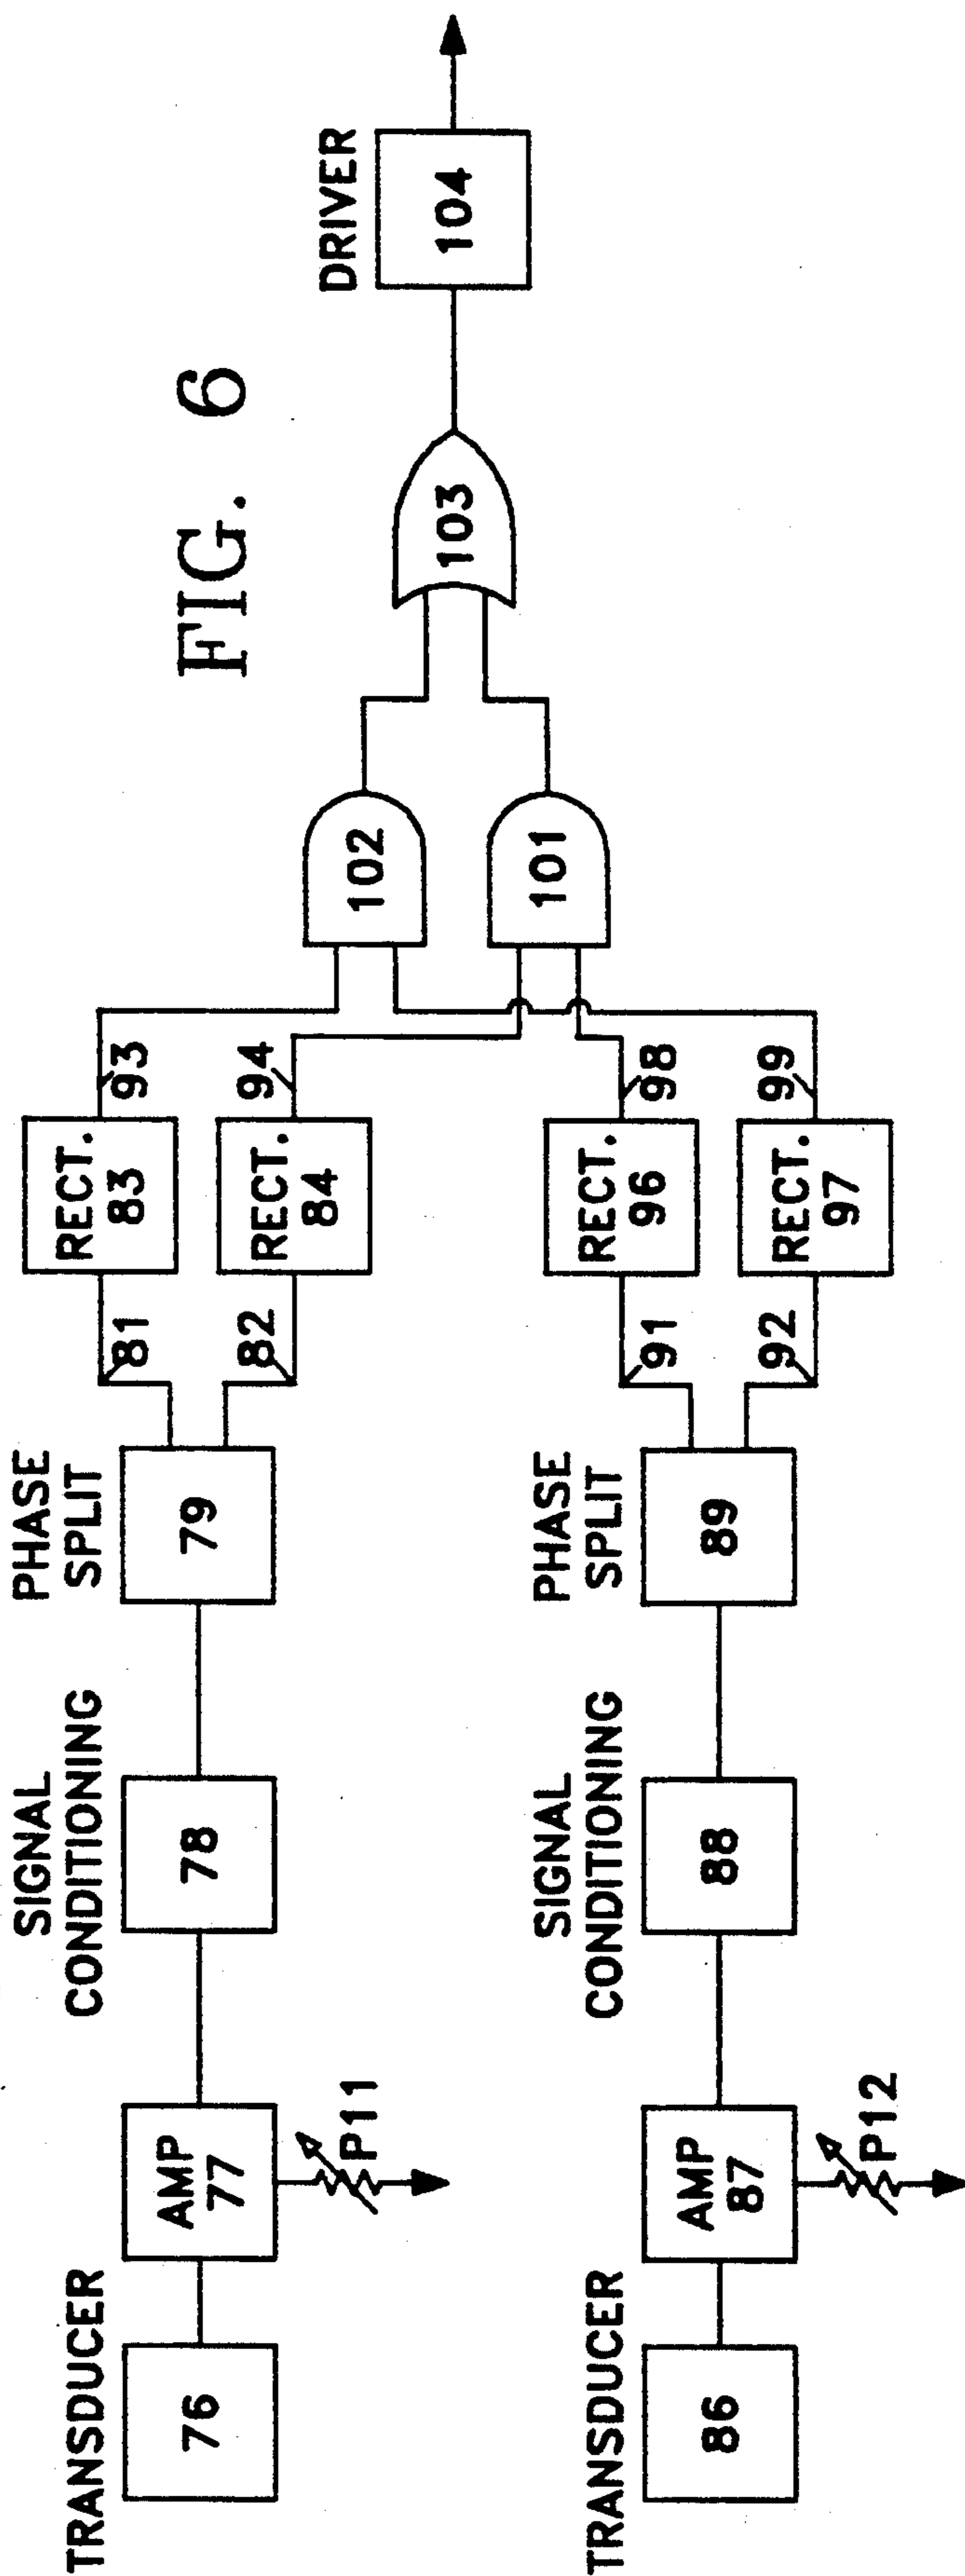 FIG. 6
TRANSDUCER
76
AMP
77
P11
SIGNAL
CONDITIONING
78
PHASE
SPLIT
79
81
82
RECT.
83
RECT.
84
93
94
102
101
103
DRIVER
104
TRANSDUCER
86
AMP
87
P12
SIGNAL
CONDITIONING
88
PHASE
SPLIT
89
91
92
RECT.
96
RECT.
97
98
99